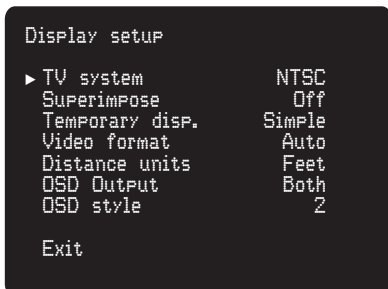 Display setup
▶ TV system NTSC
Superimpose Off
Temporary disp. Simple
Video format Auto
Distance units Feet
OSD Output Both
OSD style 2
Exit